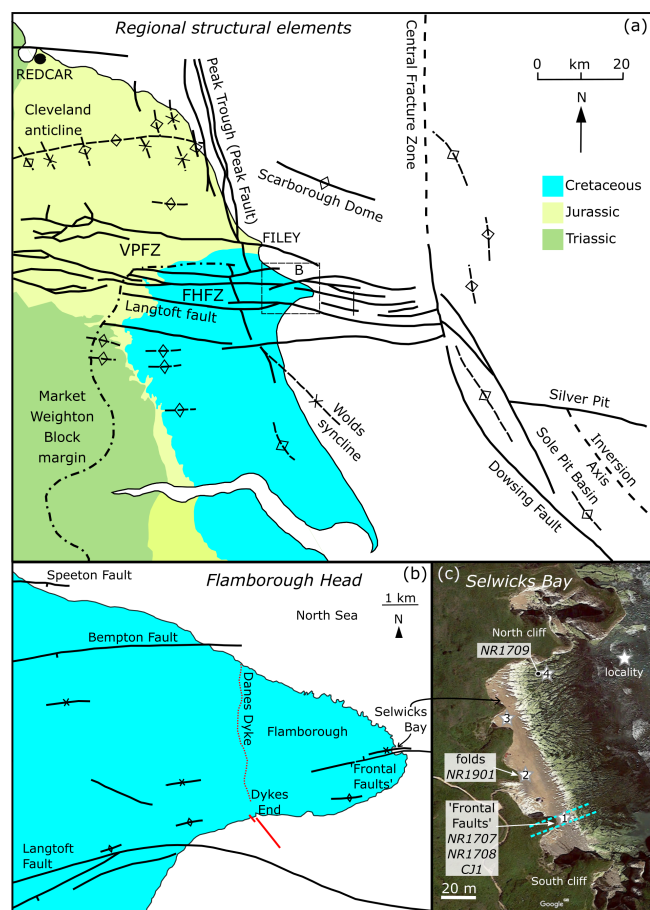 Regional structural elements
(a)
REDCAR
Cleveland
anticline
Peak Trough (Peak Fault)
Central Fracture Zone
0 km 20
N
Scarborough Dome
Cretaceous
Jurassic
Triassic
FILEY
VPFZ
B
FHFZ
Langtoft fault
Market
Weighton
Block
margin
Wolds
syncline
Silver Pit
Inversion
Axis
Sole Pit Basin
Dowsing Fault
Flamborough Head
(b)
Speeton Fault
North Sea
1 km
N
Bempton Fault
Danes Dyke
Flamborough
Selwicks
Bay
'Frontal
Faults'
Dykes
End
Langtoft
Fault
(c)
Selwicks Bay
North cliff
NR1709
4
locality
3
folds
NR1901
2
'Frontal
Faults'
NR1707
NR1708
CJ1
1
South cliff
20 m
Google